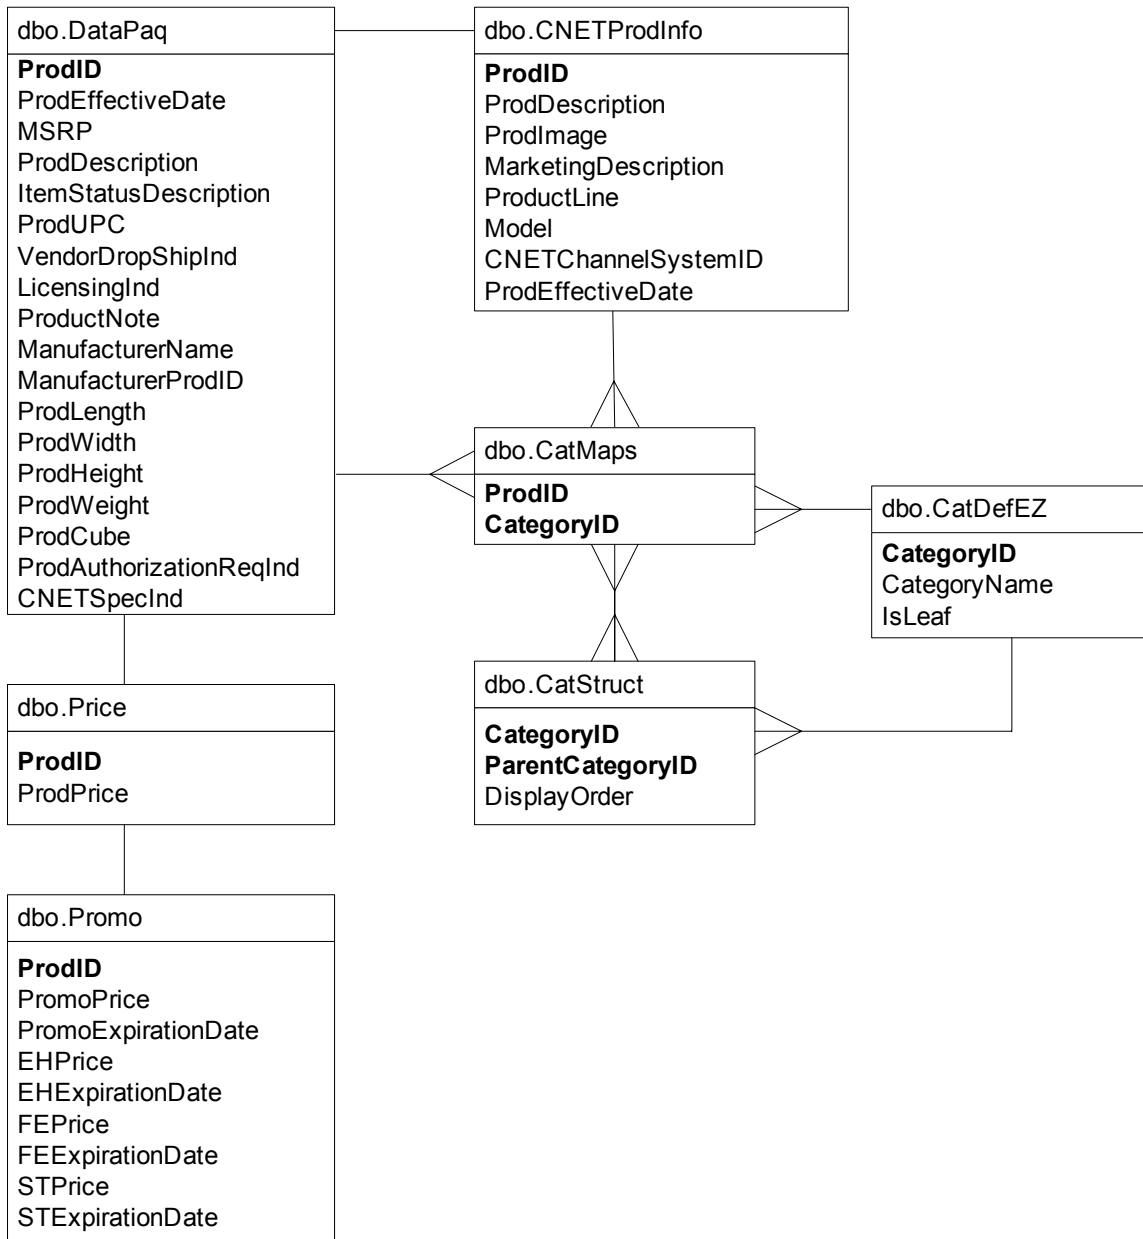 dbo.DataPaq
ProdID
ProdEffectiveDate
MSRP
ProdDescription
ItemStatusDescription
ProdUPC
VendorDropShipInd
LicensingInd
ProductNote
ManufacturerName
ManufacturerProdID
ProdLength
ProdWidth
ProdHeight
ProdWeight
ProdCube
ProdAuthorizationReqInd
CNETSpecInd
dbo.CNETProdInfo
ProdID
ProdDescription
ProdImage
MarketingDescription
ProductLine
Model
CNETChannelSystemID
ProdEffectiveDate
dbo.CatMaps
ProdID
CategoryID
dbo.CatDefEZ
CategoryID
CategoryName
IsLeaf
dbo.CatStruct
CategoryID
ParentCategoryID
DisplayOrder
dbo.Price
ProdID
ProdPrice
dbo.Promo
ProdID
PromoPrice
PromoExpirationDate
EHPrice
EHExpirationDate
FEPrice
FEExpirationDate
STPrice
STExpirationDate